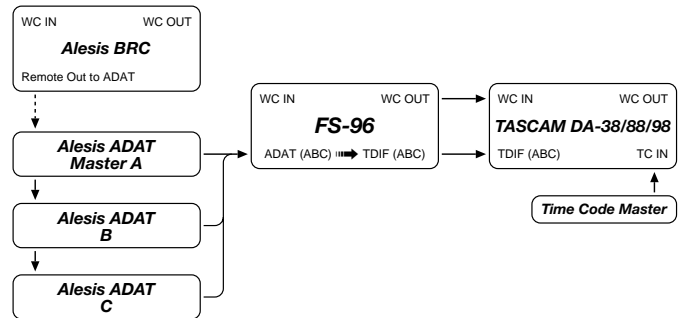 WC IN WC OUT
Alesis BRC
Remote Out to ADAT
Alesis ADAT
Master A
Alesis ADAT
B
Alesis ADAT
C
WC IN WC OUT
FS-96
ADAT (ABC) TDIF (ABC)
WC IN WC OUT
TASCAM DA-38/88/98
TDIF (ABC) TC IN
Time Code Master